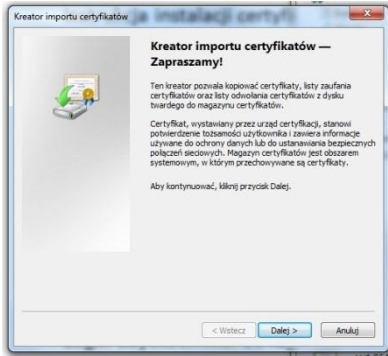 Kreator importu certyfikatów
Kreator importu certyfikatów —
Zapraszamy!
Ten kreator pozwala kopiować certyfikaty, listy zaufania
certyfikatów oraz listy odwołania certyfikatów z dysku
twardego do magazynu certyfikatów.
Certyfikat, wystawiany przez urząd certyfikacji, stanowi
potwierdzenie tożsamości użytkownika i zawiera informacje
używane do ochrony danych lub do ustanawiania bezpiecznych
połączeń sieciowych. Magazyn certyfikatów jest obszarem
systemowym, w którym przechowywane są certyfikaty.
Aby kontynuować, kliknij przycisk Dalej.
< Wstecz
Dalej >
Anuluj